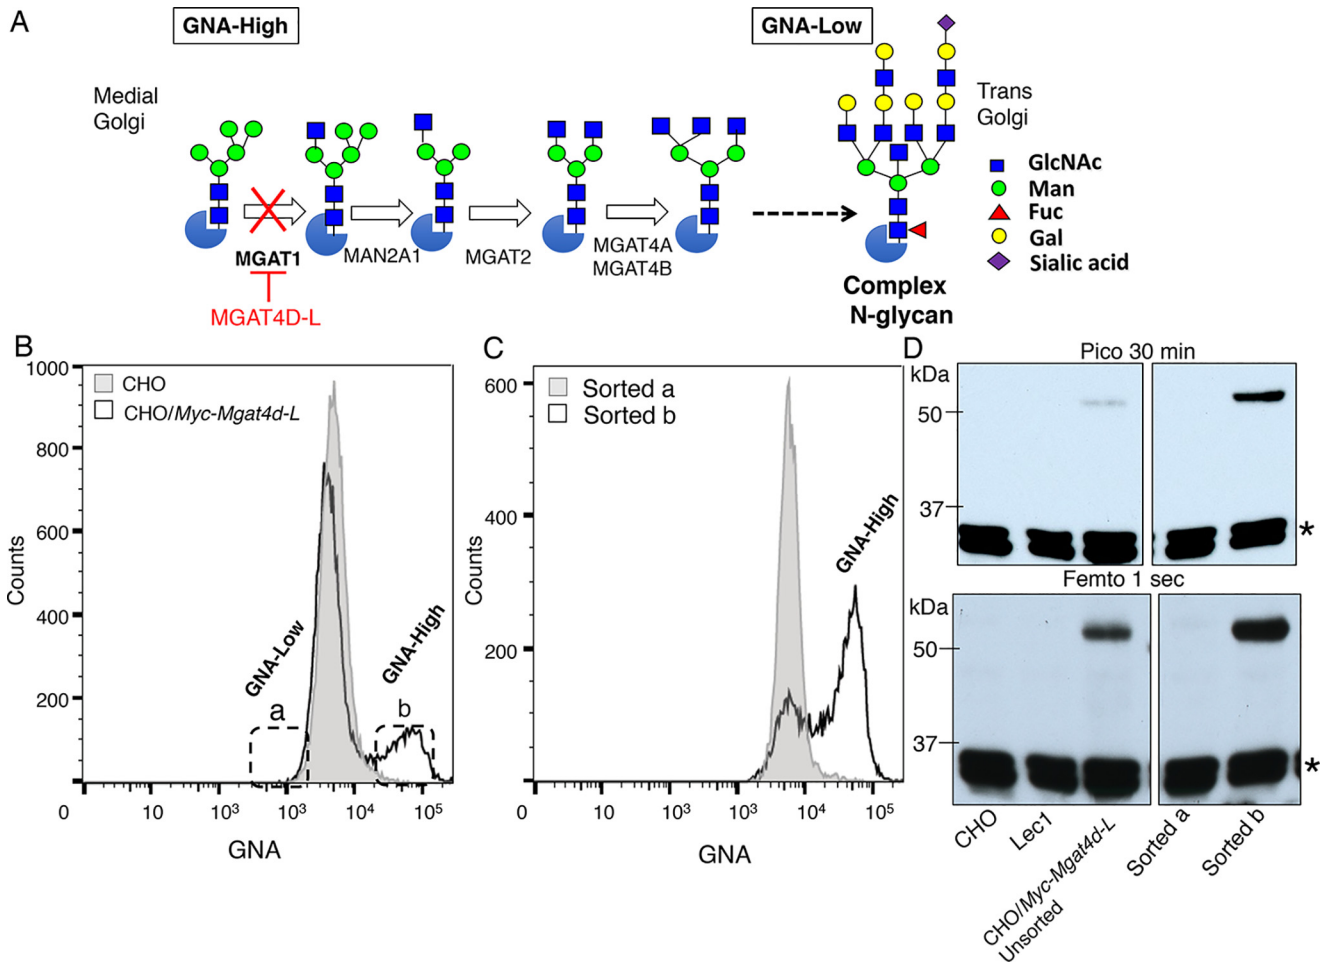 A
GNA-High
GNA-Low
Medial
Golgi
Trans
Golgi
GlcNAc
Man
Fuc
Gal
Sialic acid
MGAT1
MAN2A1
MGAT2
MGAT4A
MGAT4B
MGAT4D-L
Complex
N-glycan
B
1000
800
600
400
200
Counts
CHO
CHO/Myc-Mgat4d-L
GNA-Low
GNA-High
a
b
0
10
10³
10³
10⁴
10⁵
GNA
C
600
400
200
Counts
Sorted a
Sorted b
GNA-High
0
10
10³
10³
10⁴
10⁵
GNA
D
Pico 30 min
kDa
50
37
*
Femto 1 sec
kDa
50
37
*
CHO
Lec1
CHO/Myc-Mgat4d-L
Unsorted
Sorted a
Sorted b